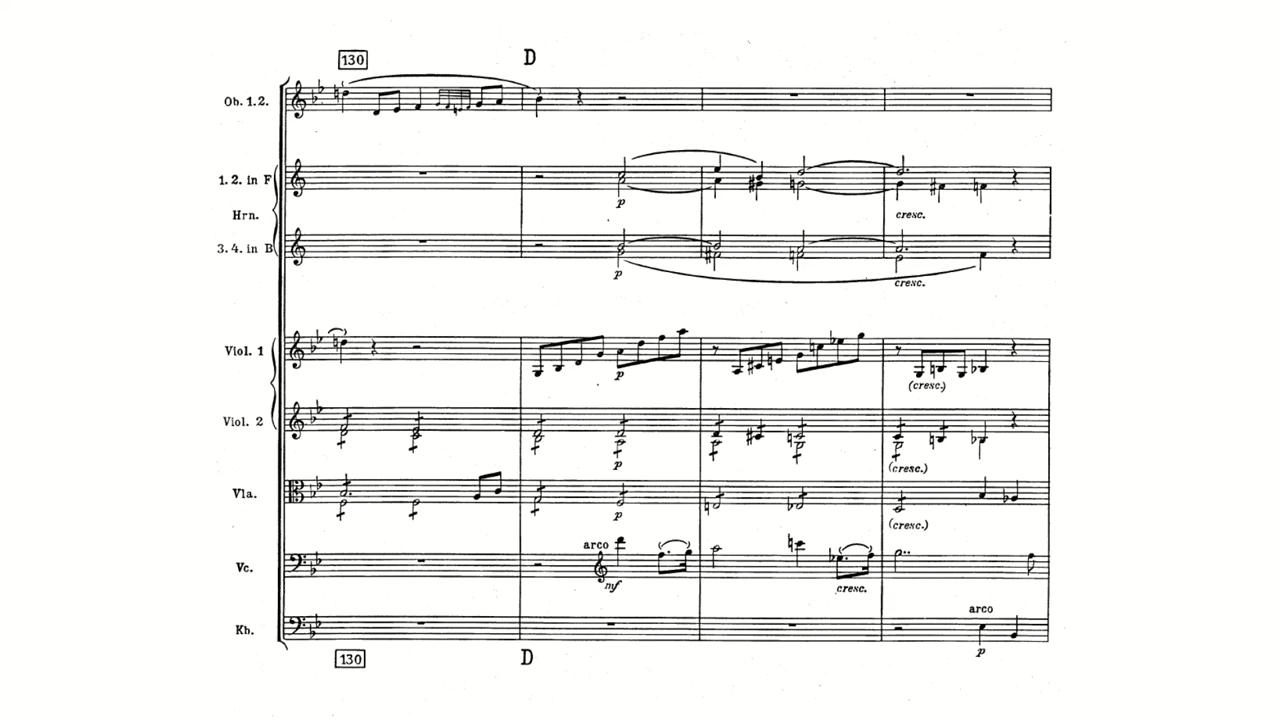 130 D
Ob. 1.2.
1. 2. in F
p cresc.
Hrn.
3. 4. in B
p cresc.
Viol. 1
p (cresc.)
Viol. 2
p (cresc.)
Vla.
p (cresc.)
arco
Vc.
mf cresc.
arco
Kb.
p
130 D